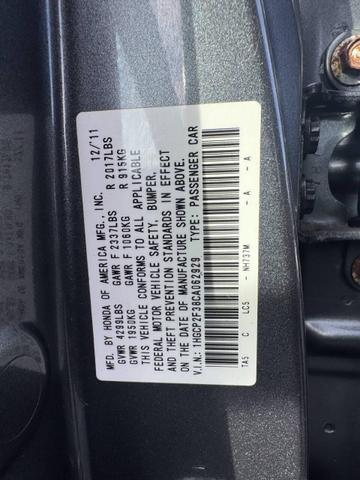 MFD. BY HONDA OF AMERICA MFG., INC. 12/11
GVWR 4299LBS GAWR F 2337LBS R 2017LBS
GVWR 1950KG GAWR F 1060KG R 915KG
THIS VEHICLE CONFORMS TO ALL APPLICABLE
FEDERAL MOTOR VEHICLE SAFETY, BUMPER,
AND THEFT PREVENTION STANDARDS IN EFFECT
ON THE DATE OF MANUFACTURE SHOWN ABOVE.
V.I.N.: 1HGCP2F38CA062929 TYPE: PASSENGER CAR
TA5 C LC5 - NH737M